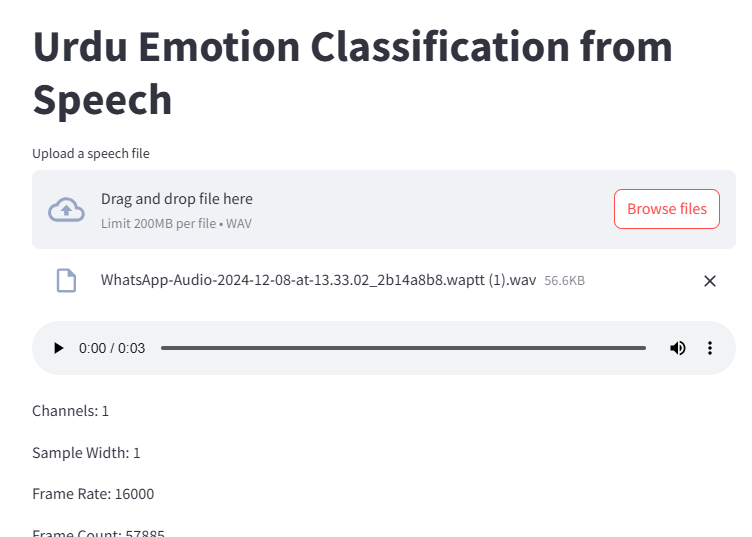 Urdu Emotion Classification from
Speech
Upload a speech file
Drag and drop file here
Limit 200MB per file • WAV
Browse files
WhatsApp-Audio-2024-12-08-at-13.33.02_2b14a8b8.waptt (1).wav 56.6KB
0:00 / 0:03
Channels: 1
Sample Width: 1
Frame Rate: 16000
Frame Count: 57885